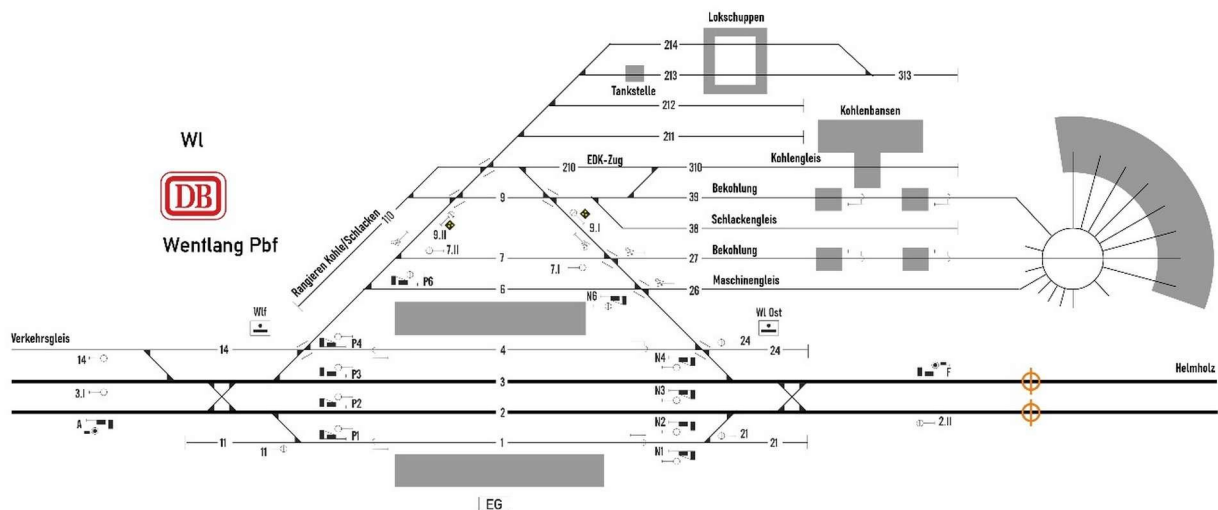 Lokschuppen
214
213
313
Tankstelle
212
Kohlenbansen
211
Wl
EDK-Zug
210
310
Kohlengleis
DB
9
39
Bekohlung
110
38
Schlackengleis
9.II
9.I
Wentlang Pbf
7.II
7
7.I
27
Bekohlung
Rangieren Kohle/Schlacken
P6
6
N6
26
Maschinengleis
Wlf
Wl Ost
Verkehrsgleis
14
P4
4
N4
24
24
14
P3
3
N3
F
Helmholz
3.I
P2
2
N2
2.II
A
P1
21
11
11
1
N1
21
EG